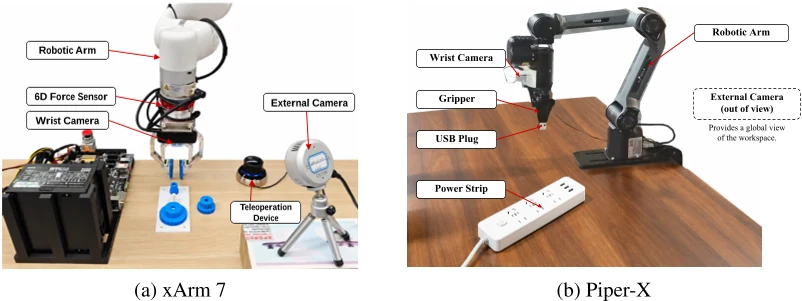 Robotic Arm
6D Force Sensor
Wrist Camera
External Camera
Teleoperation
Device
(a) xArm 7
Wrist Camera
Gripper
USB Plug
Power Strip
Robotic Arm
External Camera
(out of view)
Provides a global view
of the workspace.
(b) Piper-X